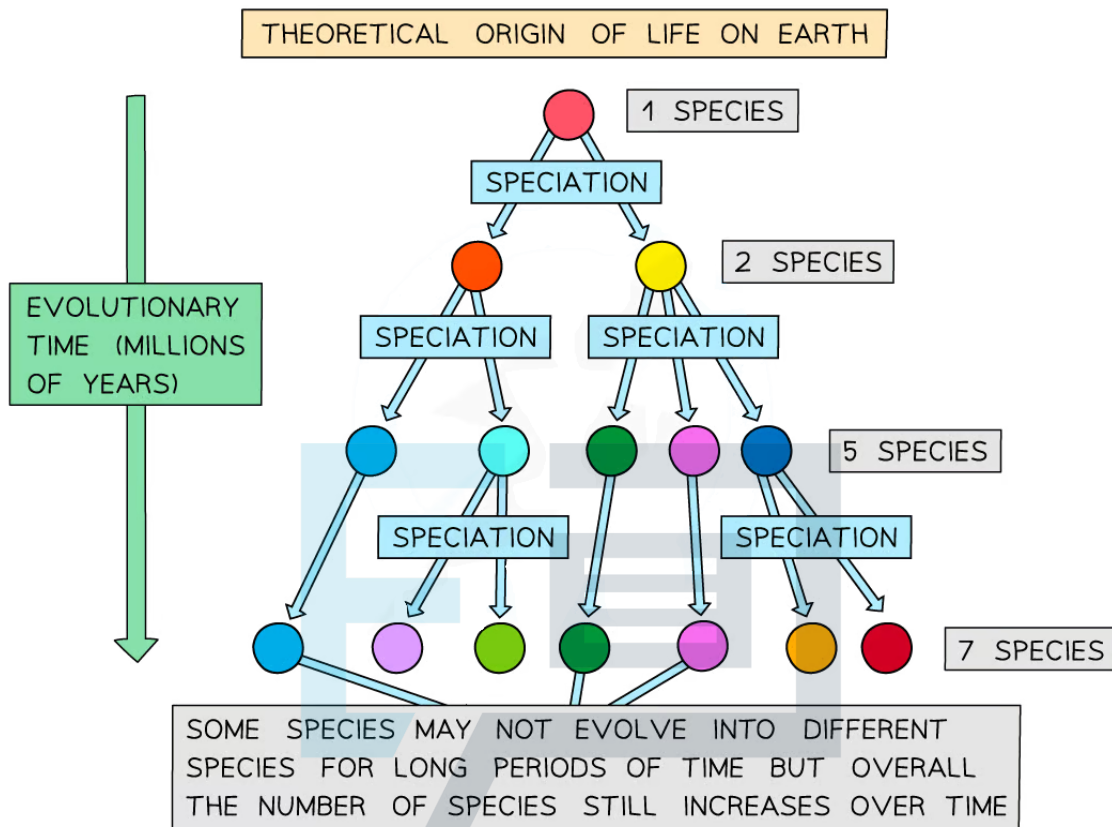 THEORETICAL ORIGIN OF LIFE ON EARTH
1 SPECIES
SPECIATION
2 SPECIES
EVOLUTIONARY
TIME (MILLIONS
OF YEARS)
SPECIATION
SPECIATION
5 SPECIES
SPECIATION
SPECIATION
7 SPECIES
SOME SPECIES MAY NOT EVOLVE INTO DIFFERENT
SPECIES FOR LONG PERIODS OF TIME BUT OVERALL
THE NUMBER OF SPECIES STILL INCREASES OVER TIME